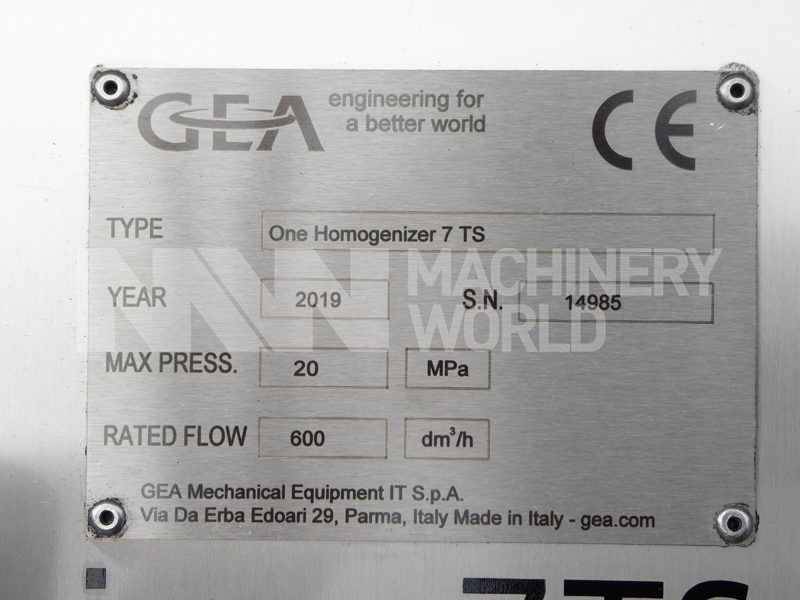 GEA engineering for
a better world
CE
TYPE One Homogenizer 7 TS
MACHINERY
WORLD
YEAR 2019 S.N. 14985
MAX PRESS. 20 MPa
RATED FLOW 600 dm³/h
GEA Mechanical Equipment IT S.p.A.
Via Da Erba Edoari 29, Parma, Italy Made in Italy - gea.com
7TS